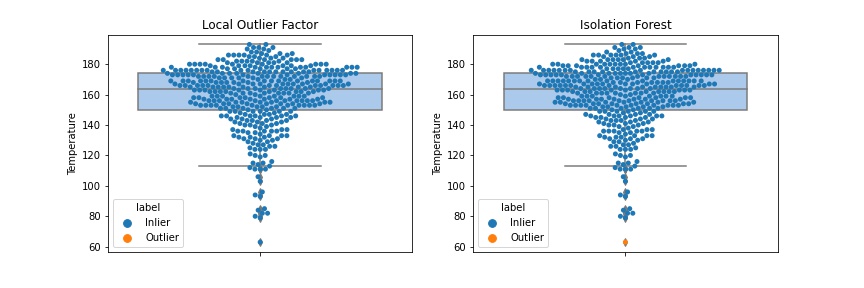 Local Outlier Factor
Temperature
180
160
140
120
100
80
60
label
Inlier
Outlier
Isolation Forest
Temperature
180
160
140
120
100
80
60
label
Inlier
Outlier